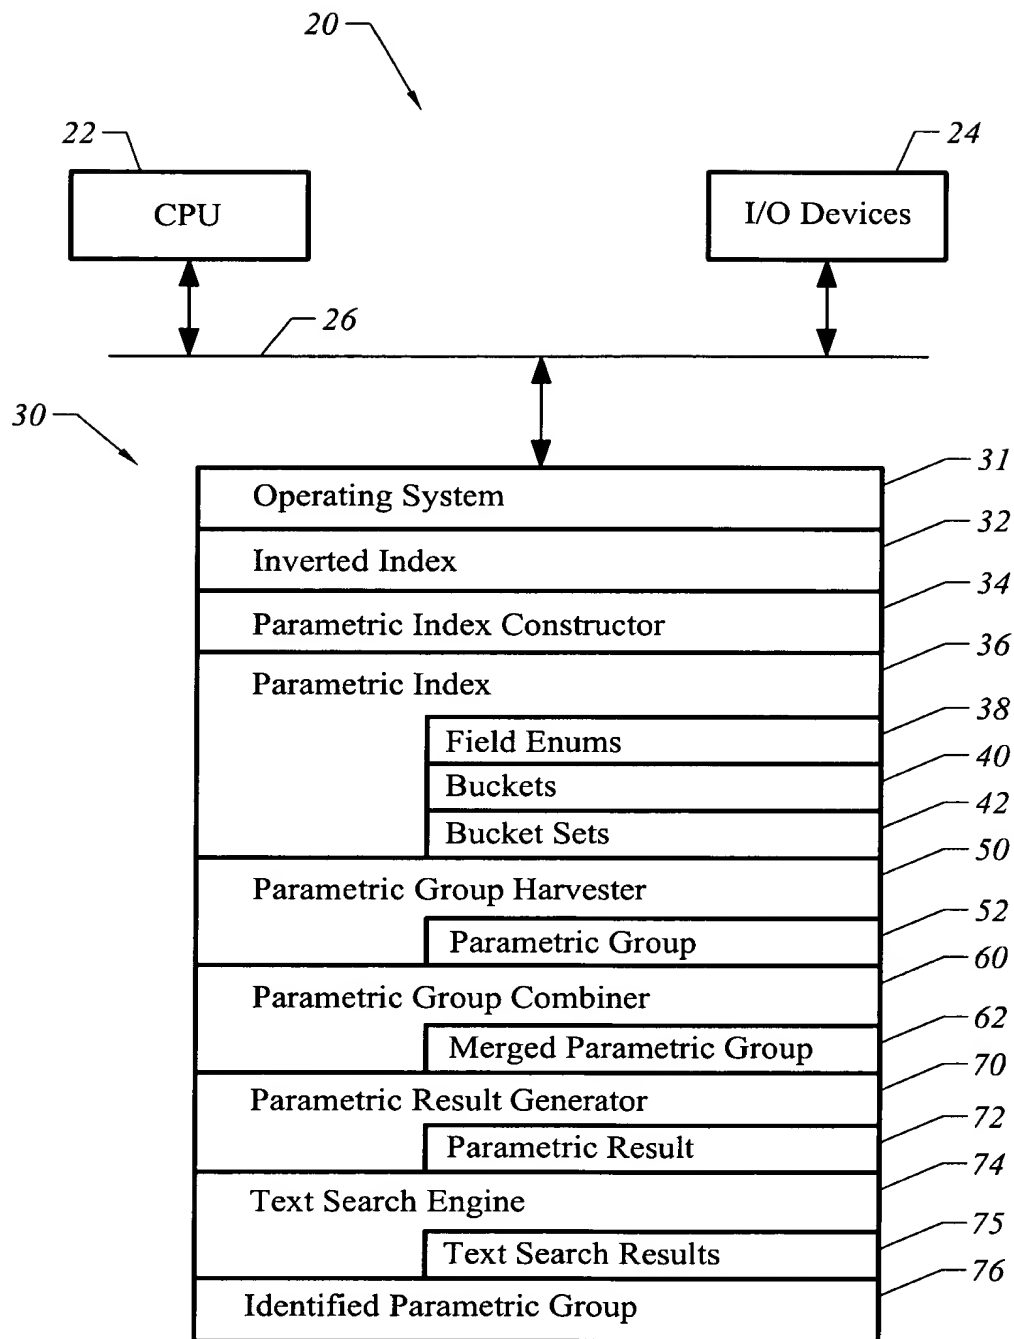 20
22
24
CPU
I/O Devices
26
30
31
Operating System
32
Inverted Index
34
Parametric Index Constructor
36
Parametric Index
38
Field Enums
40
Buckets
42
Bucket Sets
50
Parametric Group Harvester
52
Parametric Group
60
Parametric Group Combiner
62
Merged Parametric Group
70
Parametric Result Generator
72
Parametric Result
74
Text Search Engine
75
Text Search Results
76
Identified Parametric Group